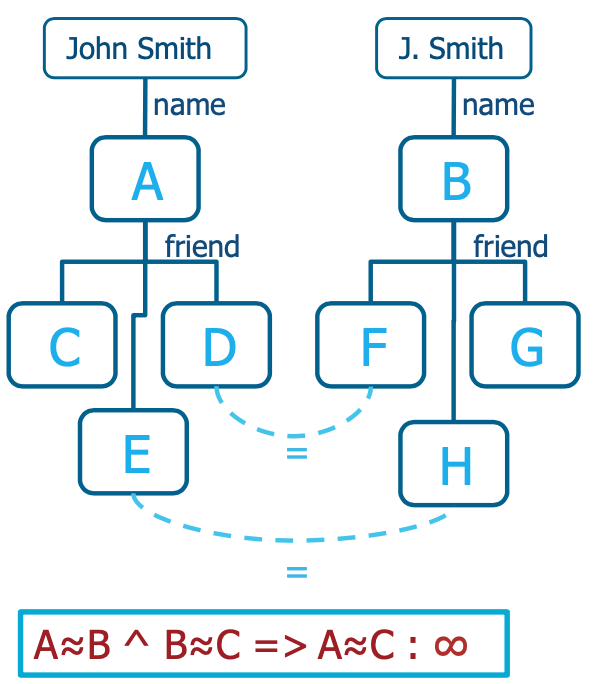 John Smith
J. Smith
name
name
A
B
friend
friend
C
D
F
G
E
H
=
=
A≈B ^ B≈C => A≈C : ∞